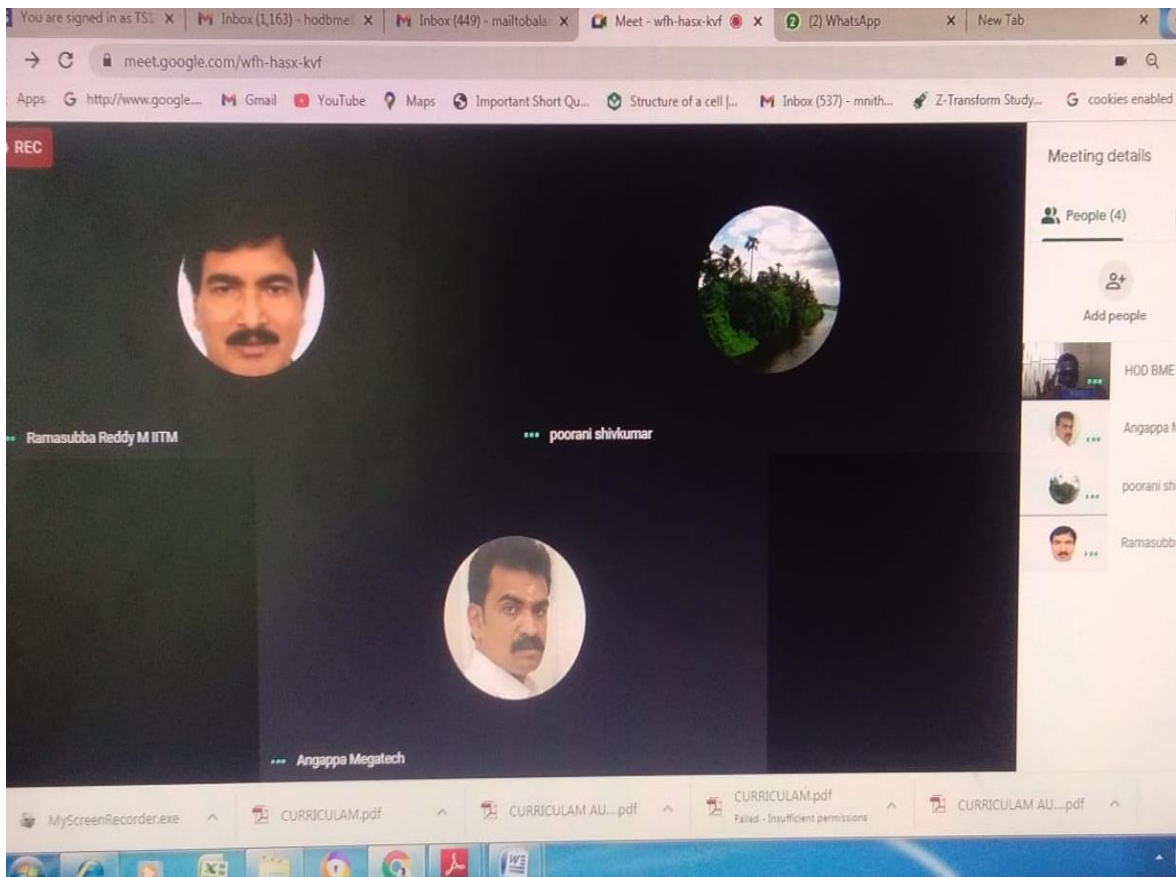 You are signed in as TS
Inbox (1,163) - hodbme
Inbox (449) - mailtobala
Meet - wfh-hasx-kvf
(2) WhatsApp
New Tab
meet.google.com/wfh-hasx-kvf
Apps
http://www.google....
Gmail
YouTube
Maps
Important Short Qu...
Structure of a cell |...
Inbox (537) - mnith...
Z-Transform Study...
cookies enabled
REC
Meeting details
People (4)
Add people
HOD BME
Angappa M
poorani sh
Ramasubb
Ramasubba Reddy M IITM
poorani shivkumar
Angappa Megatech
MyScreenRecorder.exe
CURRICULAM.pdf
CURRICULAM AU....pdf
CURRICULAM.pdf
Failed - Insufficient permissions
CURRICULAM AU....pdf